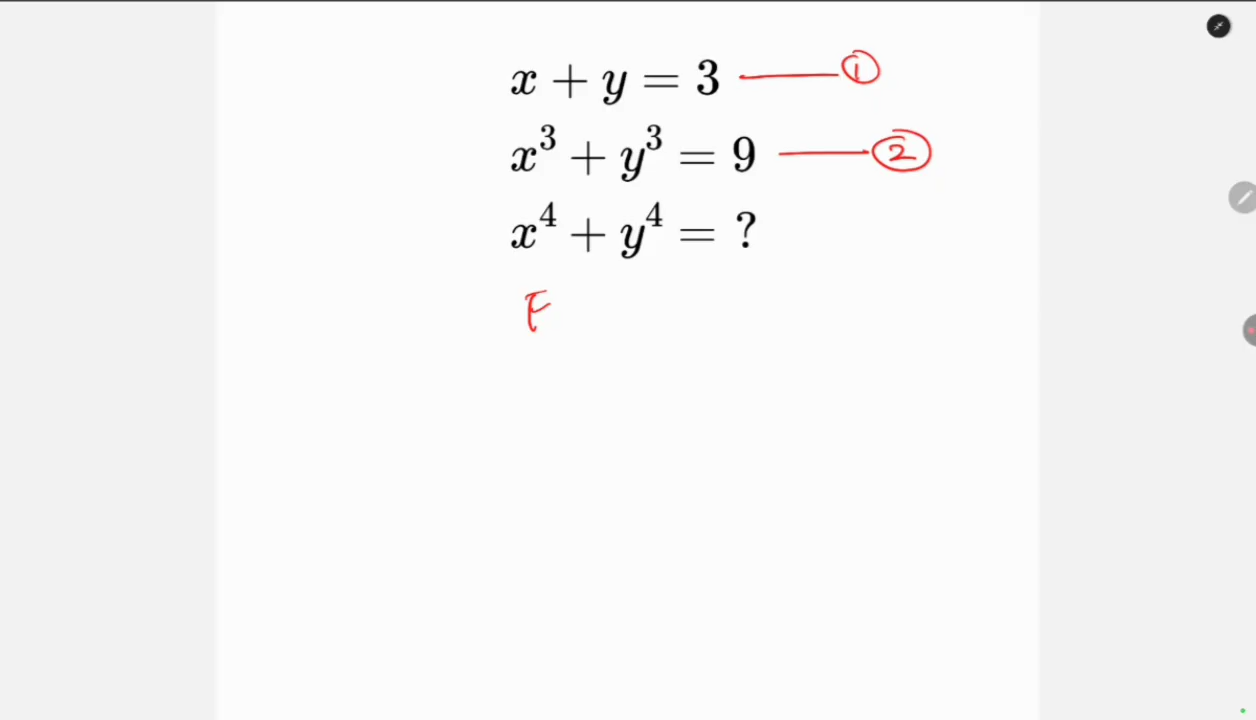 x + y = 3 —— ①
x³ + y³ = 9 —— ②
x⁴ + y⁴ = ?
F